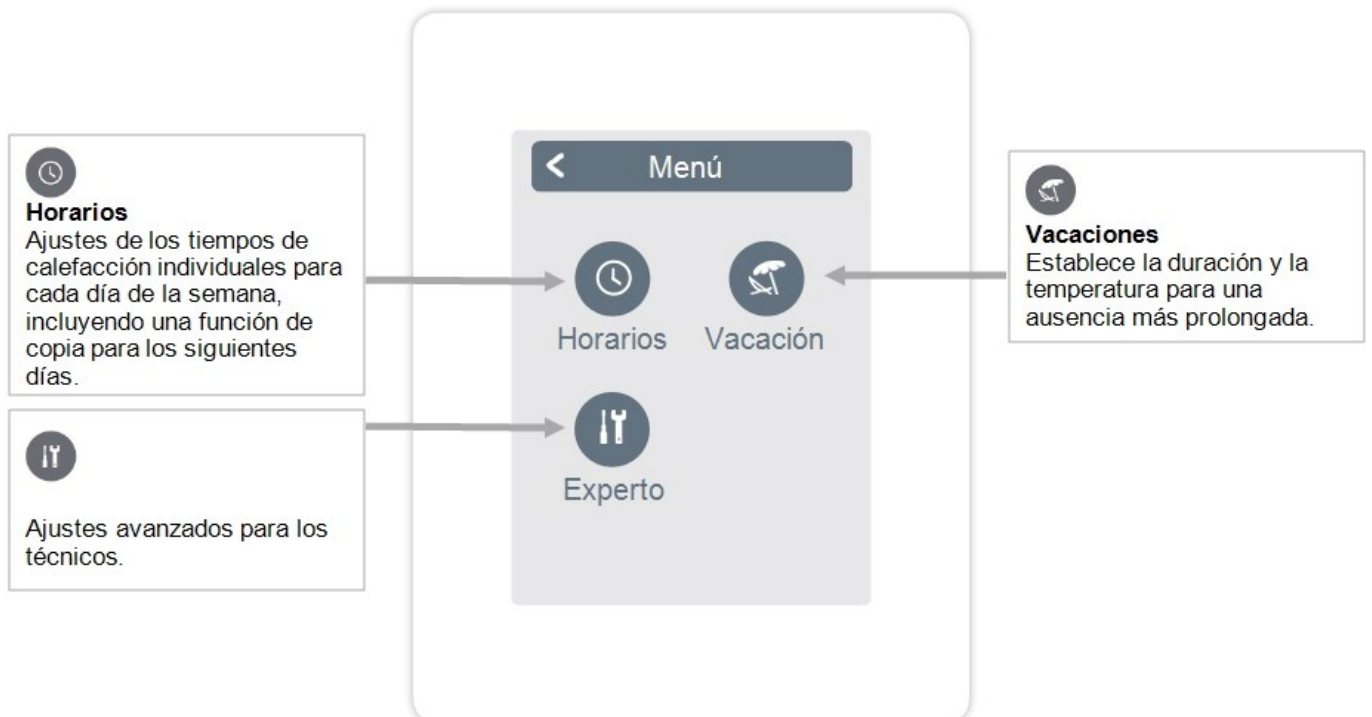 Horarios
Ajustes de los tiempos de
calefacción individuales para
cada día de la semana,
incluyendo una función de
copia para los siguientes
días.
Ajustes avanzados para los
técnicos.
Menú
Horarios
Vacación
Experto
Vacaciones
Establece la duración y la
temperatura para una
ausencia más prolongada.